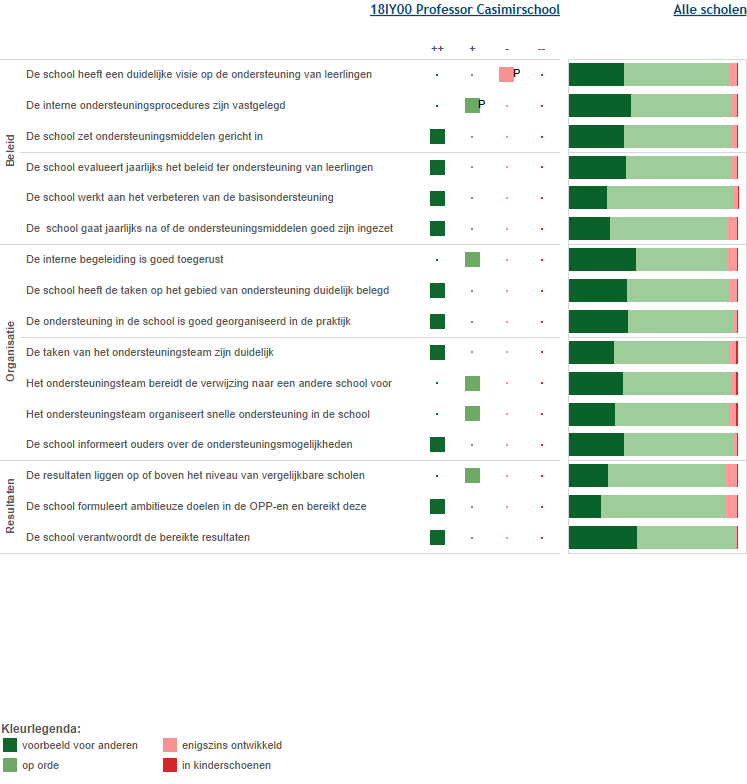 18IY00 Professor Casimirschool Alle scholen
++ + - --
Beleid
De school heeft een duidelijke visie op de ondersteuning van leerlingen P
De interne ondersteuningsprocedures zijn vastgelegd P
De school zet ondersteuningsmiddelen gericht in
De school evalueert jaarlijks het beleid ter ondersteuning van leerlingen
De school werkt aan het verbeteren van de basisondersteuning
De school gaat jaarlijks na of de ondersteuningsmiddelen goed zijn ingezet
Organisatie
De interne begeleiding is goed toegerust
De school heeft de taken op het gebied van ondersteuning duidelijk belegd
De ondersteuning in de school is goed georganiseerd in de praktijk
De taken van het ondersteuningsteam zijn duidelijk
Het ondersteuningsteam bereidt de verwijzing naar een andere school voor
Het ondersteuningsteam organiseert snelle ondersteuning in de school
De school informeert ouders over de ondersteuningsmogelijkheden
Resultaten
De resultaten liggen op of boven het niveau van vergelijkbare scholen
De school formuleert ambitieuze doelen in de OPP-en en bereikt deze
De school verantwoordt de bereikte resultaten
Kleurlegenda:
voorbeeld voor anderen enigszins ontwikkeld
op orde in kinderschoenen